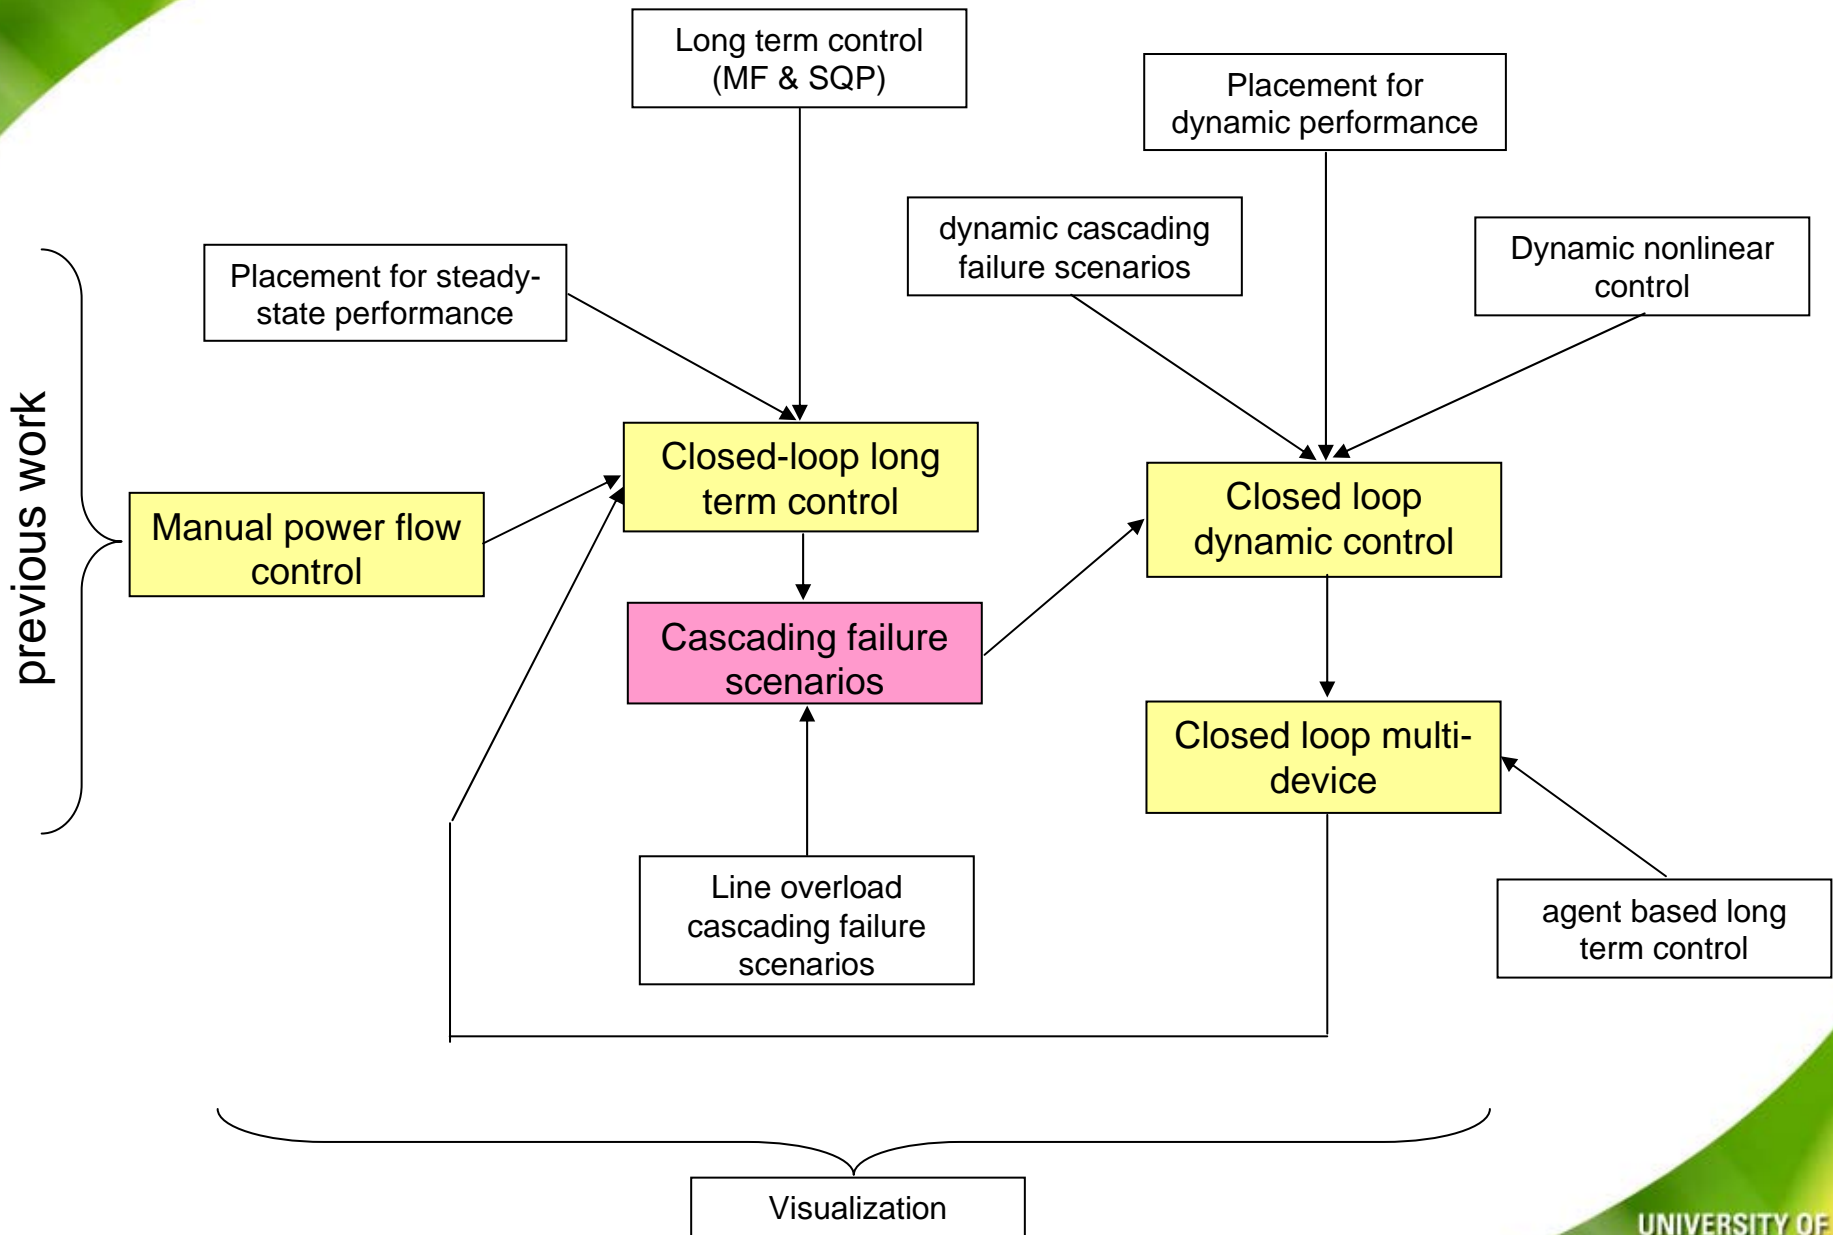 Long term control
(MF & SQP)
Placement for
dynamic performance
dynamic cascading
failure scenarios
Dynamic nonlinear
control
Placement for steady-
state performance
previous work
Closed-loop long
term control
Closed loop
dynamic control
Manual power flow
control
Cascading failure
scenarios
Closed loop multi-
device
Line overload
cascading failure
scenarios
agent based long
term control
Visualization
UNIVERSITY OF